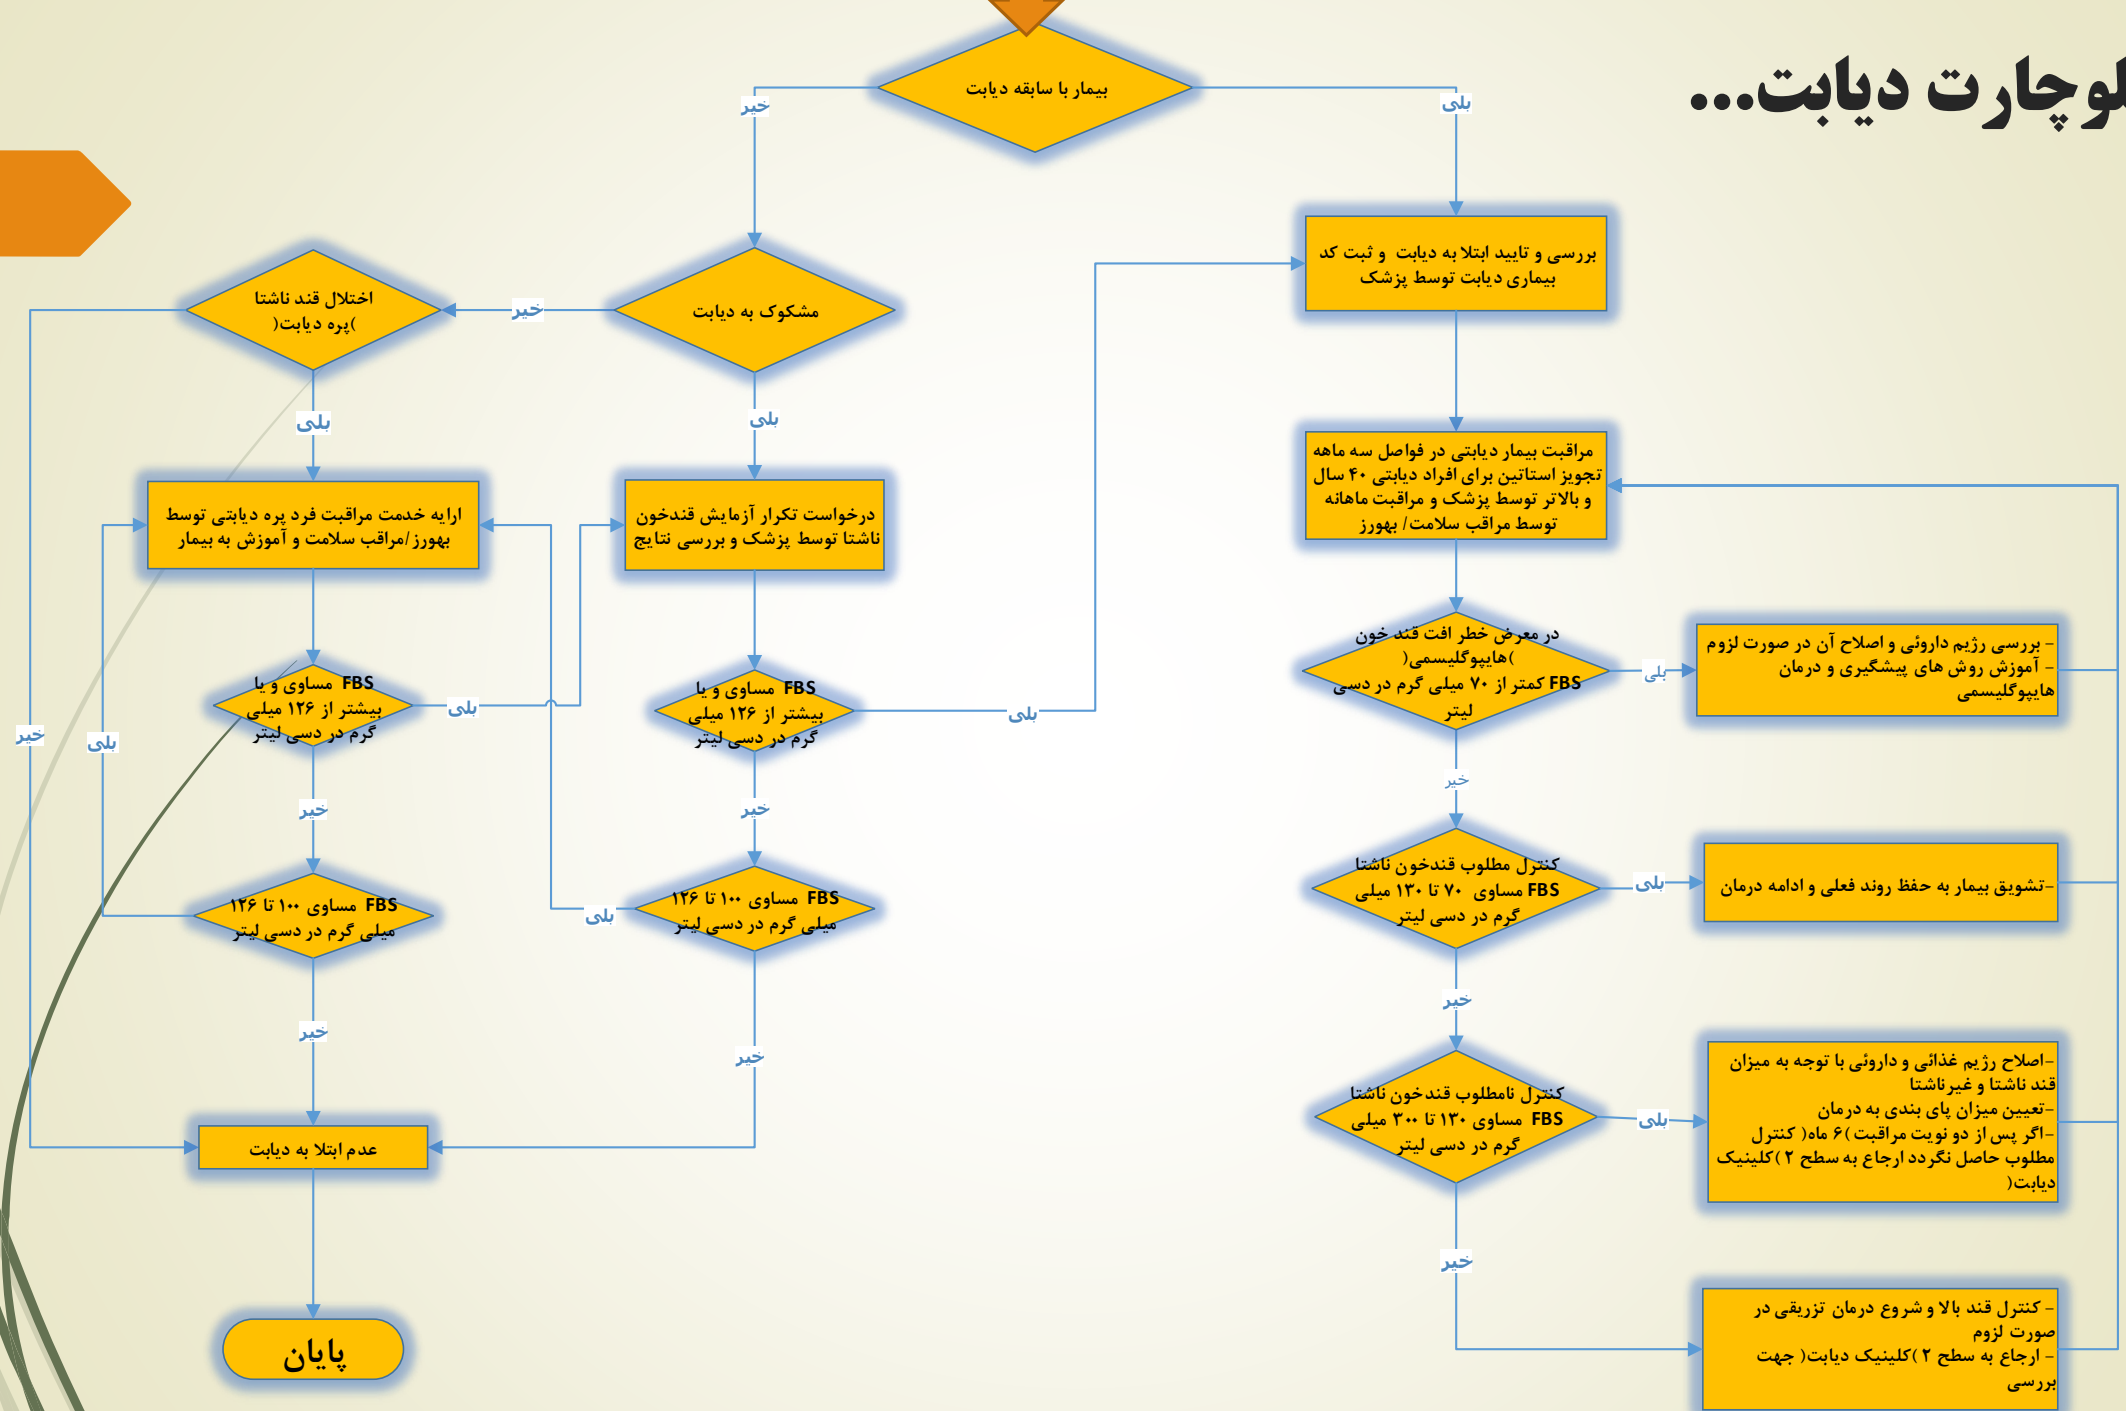 لوچارت دیابت...
بیمار با سابقه دیابت
بلی
خیر
بررسی و تایید ابتلا به دیابت و ثبت کد
بیماری دیابت توسط پزشک
مشکوک به دیابت
خیر
اختلال قند ناشتا
)پره دیابت(
بلی
بلی
مراقبت بیمار دیابتی در فواصل سه ماهه
تجویز استاتین برای افراد دیابتی ۴۰ سال
و بالاتر توسط پزشک و مراقبت ماهانه
توسط مراقب سلامت/ بهورز
درخواست تکرار آزمایش قندخون
ناشتا توسط پزشک و بررسی نتایج
ارایه خدمت مراقبت فرد پره دیابتی توسط
بهورز/مراقب سلامت و آموزش به بیمار
در معرض خطر افت قند خون
)هایپوگلیسمی(
FBS کمتر از ۷۰ میلی گرم در دسی
لیتر
بلی
- بررسی رژیم داروئی و اصلاح آن در صورت لزوم
- آموزش روش های پیشگیری و درمان
هایپوگلیسمی
FBS مساوی و یا
بیشتر از ۱۲۶ میلی
گرم در دسی لیتر
بلی
FBS مساوی و یا
بیشتر از ۱۲۶ میلی
گرم در دسی لیتر
بلی
بلی
خیر
خیر
خیر
خیر
کنترل مطلوب قندخون ناشتا
FBS مساوی ۷۰ تا ۱۳۰ میلی
گرم در دسی لیتر
بلی
-تشویق بیمار به حفظ روند فعلی و ادامه درمان
FBS مساوی ۱۰۰ تا ۱۲۶
میلی گرم در دسی لیتر
بلی
FBS مساوی ۱۰۰ تا ۱۲۶
میلی گرم در دسی لیتر
خیر
خیر
خیر
کنترل نامطلوب قندخون ناشتا
FBS مساوی ۱۳۰ تا ۳۰۰ میلی
گرم در دسی لیتر
بلی
-اصلاح رژیم غذائی و داروئی با توجه به میزان
قند ناشتا و غیرناشتا
-تعیین میزان پای بندی به درمان
-اگر پس از دو نویت مراقبت )۶ ماه( کنترل
مطلوب حاصل نگردد ارجاع به سطح ۲ )کلینیک
دیابت(
عدم ابتلا به دیابت
خیر
- کنترل قند بالا و شروع درمان تزریقی در
صورت لزوم
- ارجاع به سطح ۲ )کلینیک دیابت( جهت
بررسی
پایان